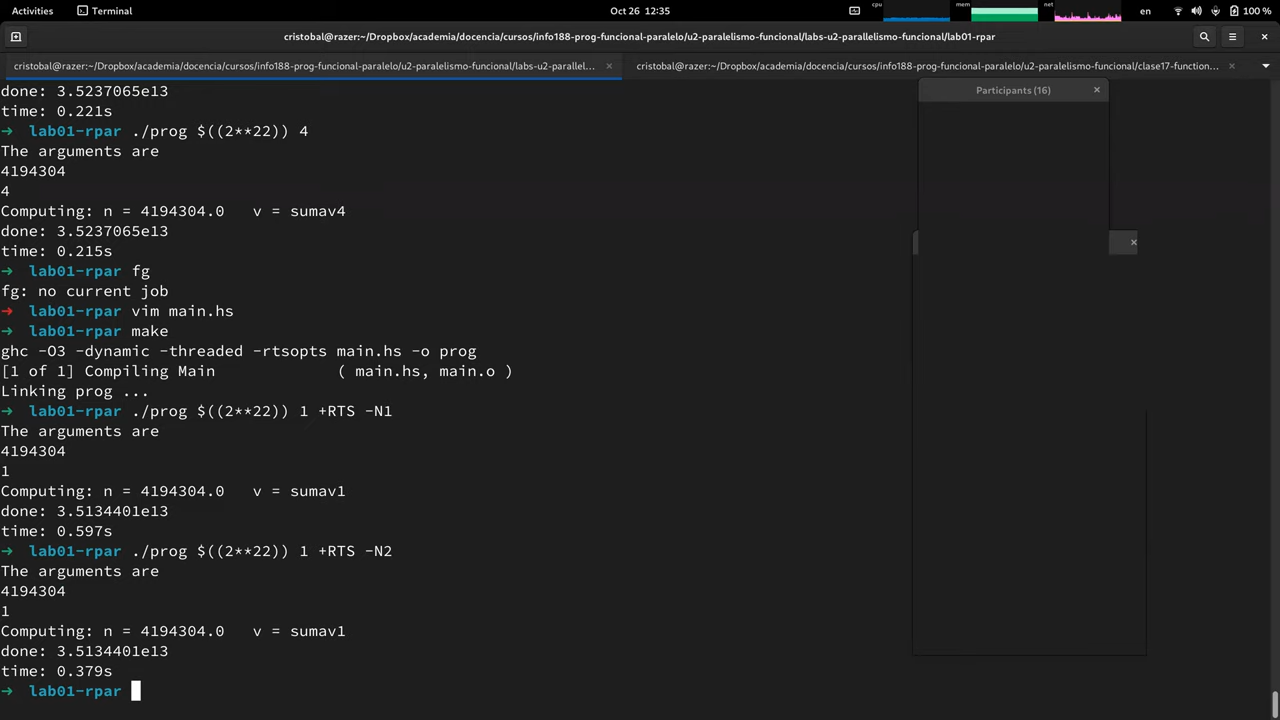 Activities Terminal Oct 26 12:35 cpu mem net en 100 %
cristobal@razer:~/Dropbox/academia/docencia/cursos/info188-prog-funcional-paralelo/u2-paralelismo-funcional/labs-u2-parallelismo-funcional/lab01-rpar
cristobal@razer:~/Dropbox/academia/docencia/cursos/info188-prog-funcional-paralelo/u2-paralelismo-funcional/labs-u2-parallel... × cristobal@razer:~/Dropbox/academia/docencia/cursos/info188-prog-funcional-paralelo/u2-paralelismo-funcional/clase17-function... ×
Participants (16) ×
×
done: 3.5237065e13
time: 0.221s
→ lab01-rpar ./prog $((2**22)) 4
The arguments are
4194304
4
Computing: n = 4194304.0 v = sumav4
done: 3.5237065e13
time: 0.215s
→ lab01-rpar fg
fg: no current job
→ lab01-rpar vim main.hs
→ lab01-rpar make
ghc -O3 -dynamic -threaded -rtsopts main.hs -o prog
[1 of 1] Compiling Main ( main.hs, main.o )
Linking prog ...
→ lab01-rpar ./prog $((2**22)) 1 +RTS -N1
The arguments are
4194304
1
Computing: n = 4194304.0 v = sumav1
done: 3.5134401e13
time: 0.597s
→ lab01-rpar ./prog $((2**22)) 1 +RTS -N2
The arguments are
4194304
1
Computing: n = 4194304.0 v = sumav1
done: 3.5134401e13
time: 0.379s
→ lab01-rpar